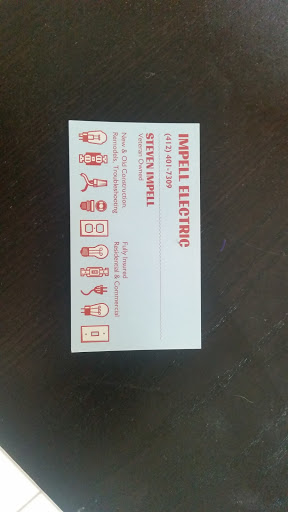 IMPELL ELECTRIC
(412) 401-7309
STEVEN IMPELL
Veteran Owned
New & Old Construction, Fully Insured
Remodels, Troubleshooting Residential & Commercial